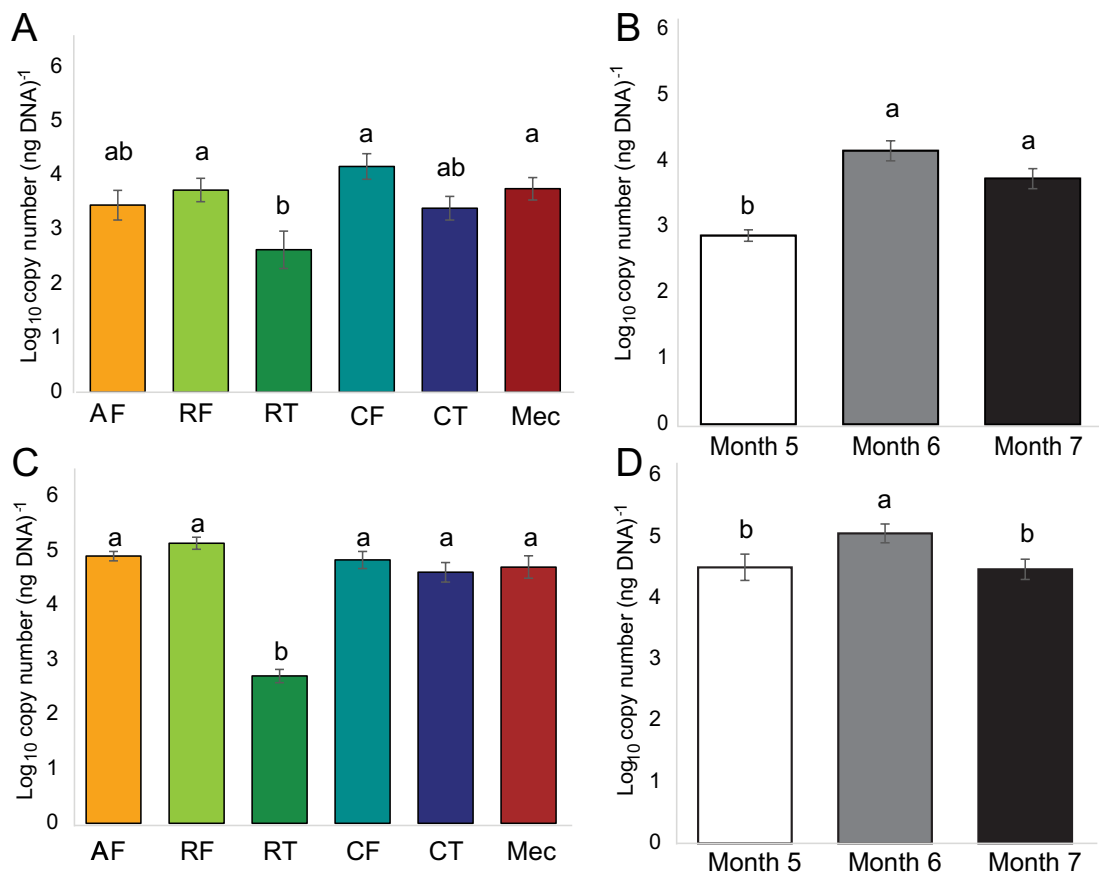 A
Log10 copy number (ng DNA)-1
6
5
4
3
2
1
0
ab
a
b
a
ab
a
AF RF RT CF CT Mec
B
Log10 copy number (ng DNA)-1
6
5
4
3
2
1
0
b
a
a
Month 5 Month 6 Month 7
C
Log10 copy number (ng DNA)-1
6
5
4
3
2
1
0
a
a
b
a
a
a
AF RF RT CF CT Mec
D
Log10 copy number (ng DNA)-1
6
5
4
3
2
1
0
b
a
b
Month 5 Month 6 Month 7